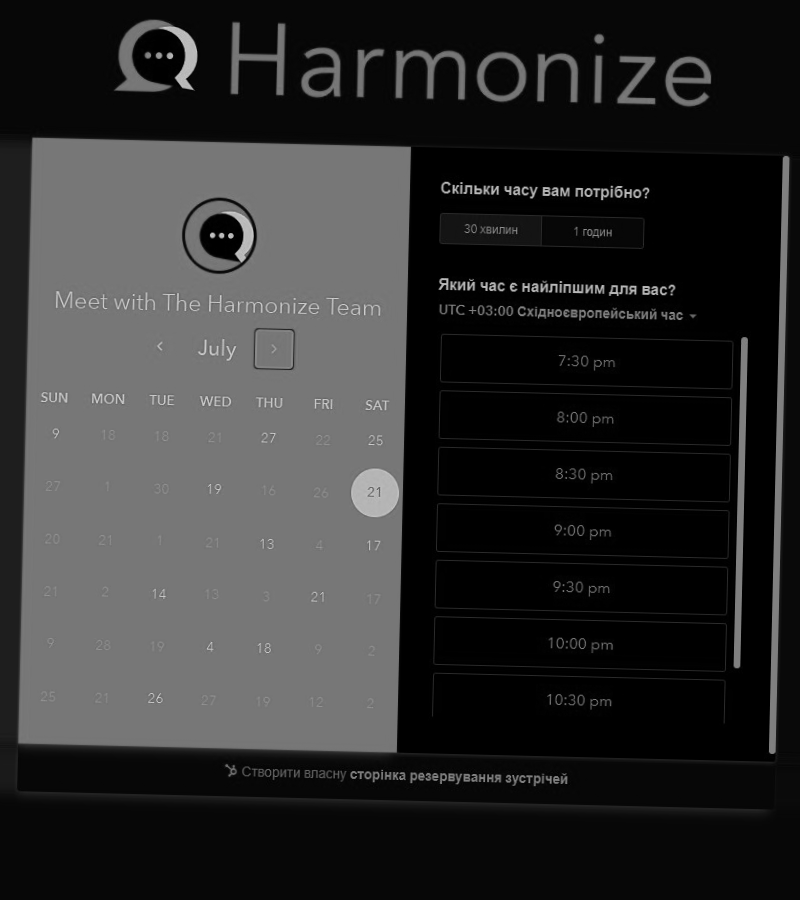 Harmonize
Meet with The Harmonize Team
July
SUN MON TUE WED THU FRI SAT
9 18 18 21 27 22 25
27 1 30 19 16 26 21
20 21 1 21 13 4 17
21 2 14 13 3 21 17
9 28 19 4 18 9 2
25 21 26 27 19 12 2
Скільки часу вам потрібно?
30 хвилин 1 годин
Який час є найліпшим для вас?
UTC +03:00 Східноєвропейський час
7:30 pm
8:00 pm
8:30 pm
9:00 pm
9:30 pm
10:00 pm
10:30 pm
Створити власну сторінка резервування зустрічей